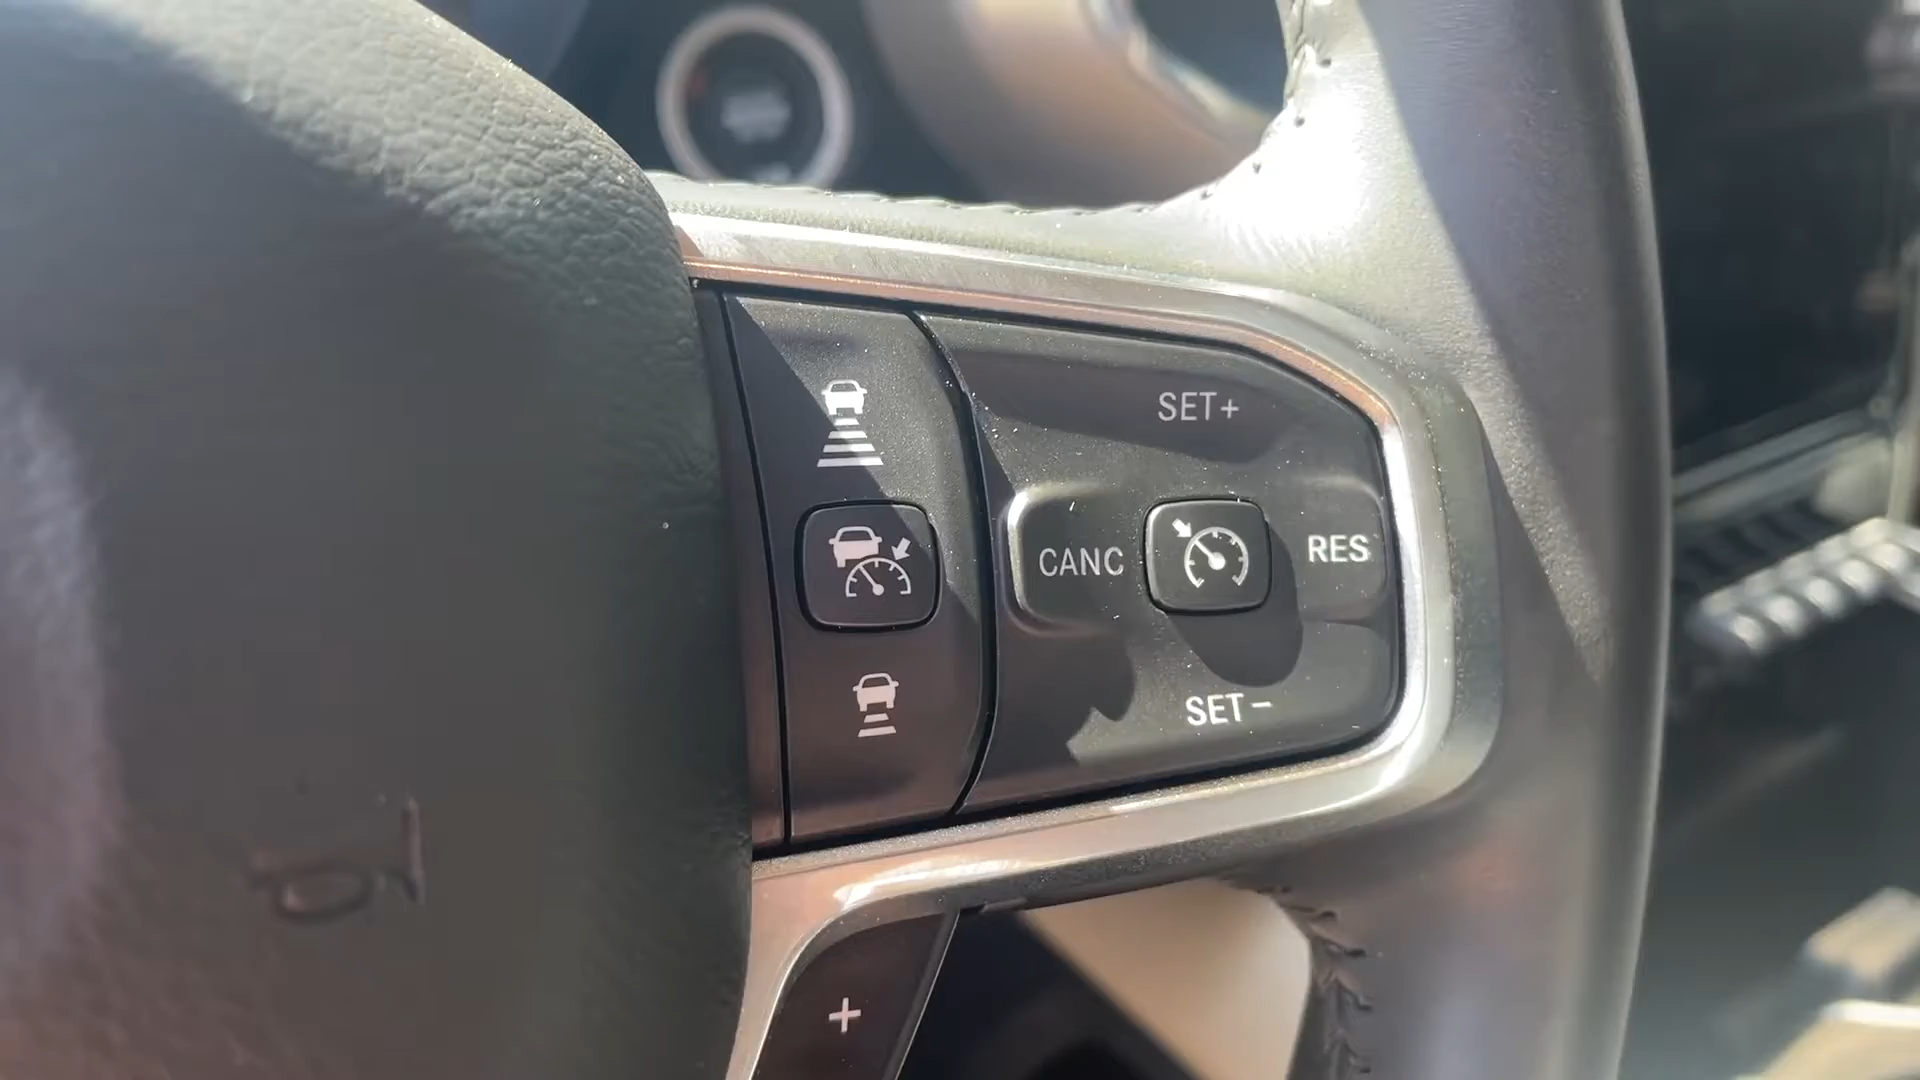 SET+
CANC
RES
SET-
+